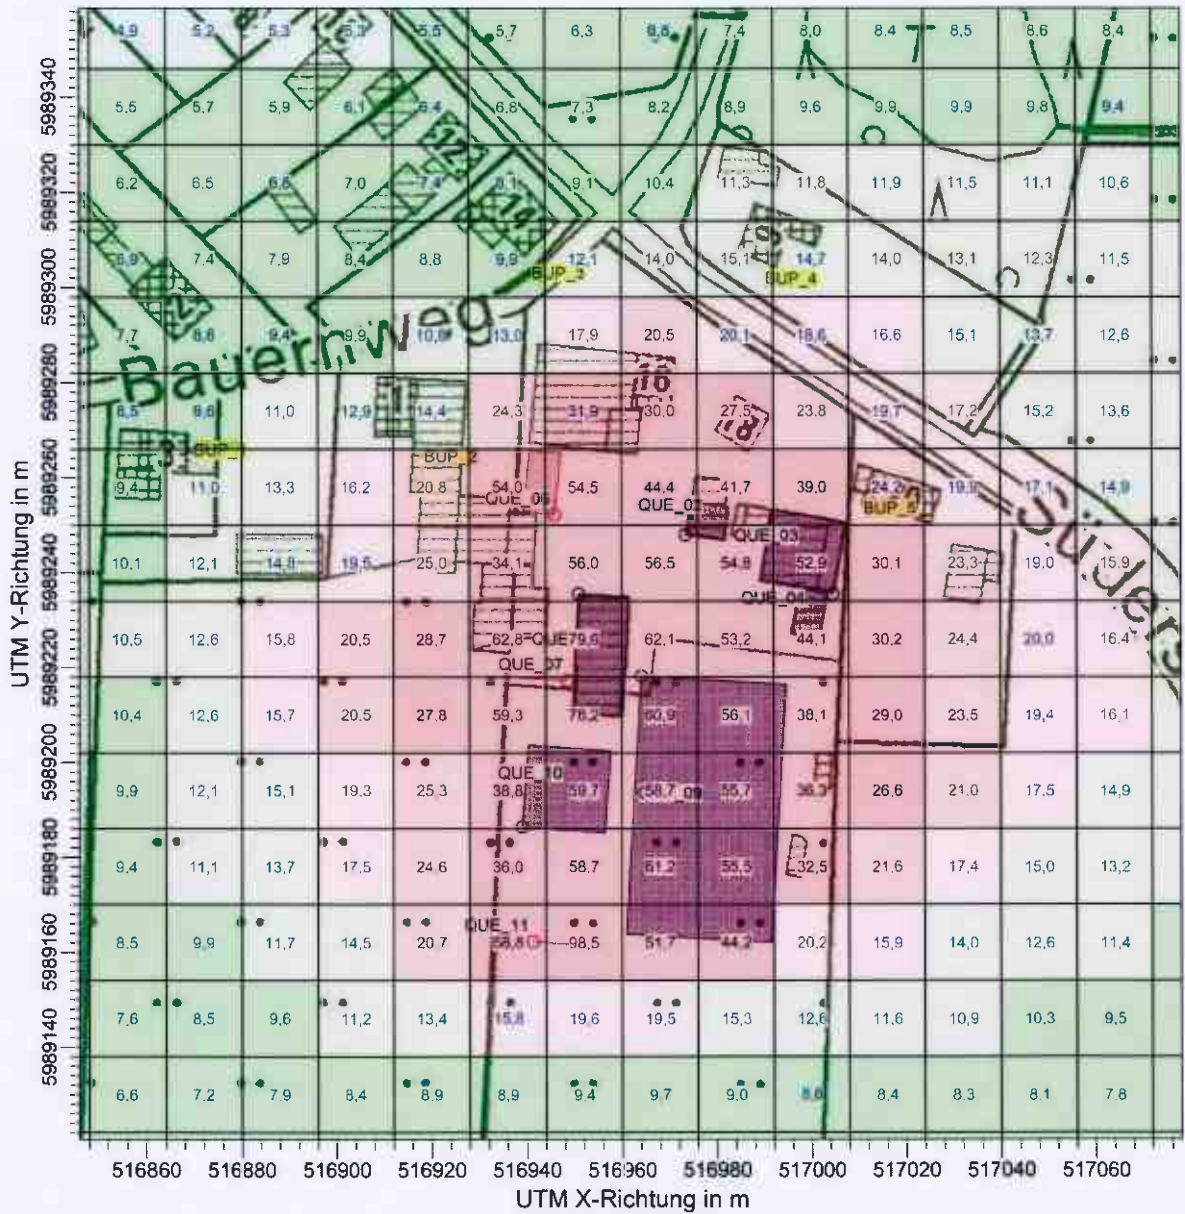 4,9 5,2 5,3 5,5 5,7 6,3 6,8 7,4 8,0 8,4 8,5 8,6 8,4
5989340
5,5 5,7 5,9 6,1 6,4 6,8 7,3 8,2 8,9 9,6 9,9 9,9 9,8 9,4
12
5989320
6,2 6,5 6,8 7,0 7,4 8,1 9,1 10,4 11,3 11,8 11,9 11,5 11,1 10,6
14
19
5989300
6,9 7,4 7,9 8,4 8,8 9,9 12,1 14,0 15,1 14,7 14,0 13,1 12,3 11,5
BUP_3 BUP_4
Bauernweg
7,7 8,6 9,4 9,9 10,8 13,0 17,9 20,5 20,1 18,6 16,6 15,1 13,7 12,6
5989280
16
1
8,5 9,6 11,0 12,9 14,4 24,3 31,9 30,0 27,5 23,8 19,7 17,2 15,2 13,6
18
3
BUP_1 BUP_2
5989260
9,4 11,0 13,3 16,2 20,8 54,0 54,5 44,4 41,7 39,0 24,2 19,9 17,1 14,9
QUE_06 QUE_0 BUP_5
Süders
QUE_03
5989240
10,1 12,1 14,8 19,5 25,0 34,1 56,0 56,5 54,8 52,9 30,1 23,3 19,0 15,9
QUE_04
5989220
10,5 12,6 15,8 20,5 28,7 62,8 QUE 79,6 62,1 53,2 44,1 30,2 24,4 20,0 16,4
QUE_07
10,4 12,6 15,7 20,5 27,8 59,3 76,2 60,9 56,1 38,1 29,0 23,5 19,4 16,1
5989200
QUE_10
9,9 12,1 15,1 19,3 25,3 38,8 59,7 58,7 _09 55,7 36,3 26,6 21,0 17,5 14,9
5989180
9,4 11,1 13,7 17,5 24,6 36,0 58,7 61,2 55,5 32,5 21,6 17,4 15,0 13,2
QUE_11
5989160
8,5 9,9 11,7 14,5 20,7 58,8 98,5 51,7 44,2 20,2 15,9 14,0 12,6 11,4
5989140
7,6 8,5 9,6 11,2 13,4 15,8 19,6 19,5 15,3 12,6 11,6 10,9 10,3 9,5
6,6 7,2 7,9 8,4 8,9 8,9 9,4 9,7 9,0 8,6 8,4 8,3 8,1 7,8
UTM Y-Richtung in m
516860 516880 516900 516920 516940 516960 516980 517000 517020 517040 517060
UTM X-Richtung in m